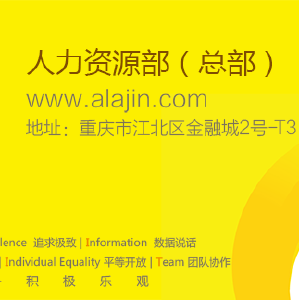 人力资源部（总部）
www.alajin.com
地址：重庆市江北区金融城2号-T3
llence 追求极致 | Information 数据说话
| Individual Equality 平等开放 | Team 团队协作
积 极 乐 观